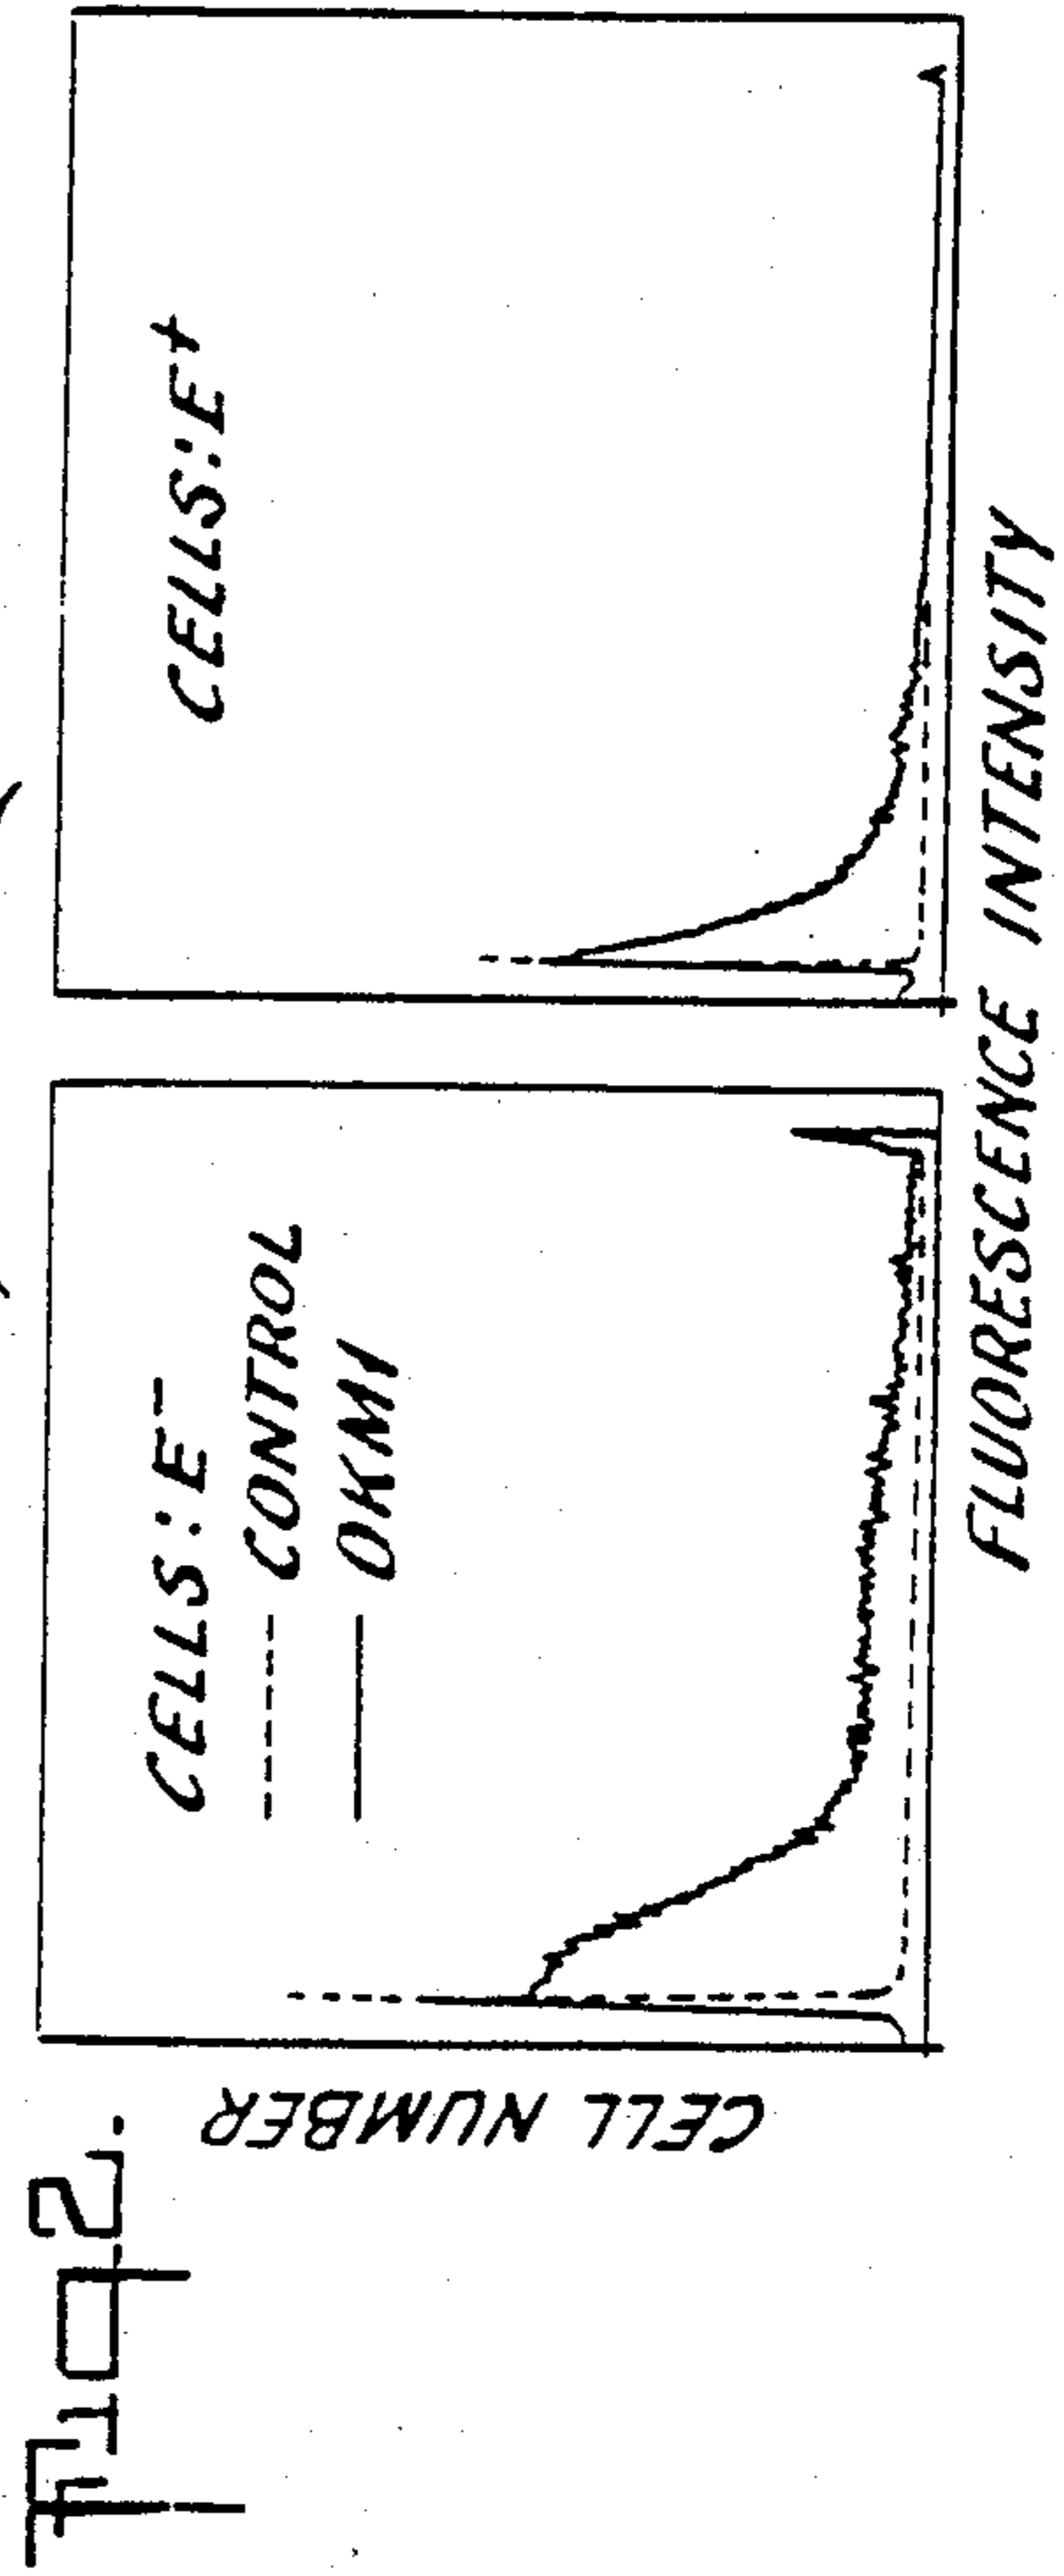 Fig. 2.
CELL NUMBER
CELLS: E⁻
CONTROL
OKM1
CELLS: E⁺
FLUORESCENCE INTENSITY